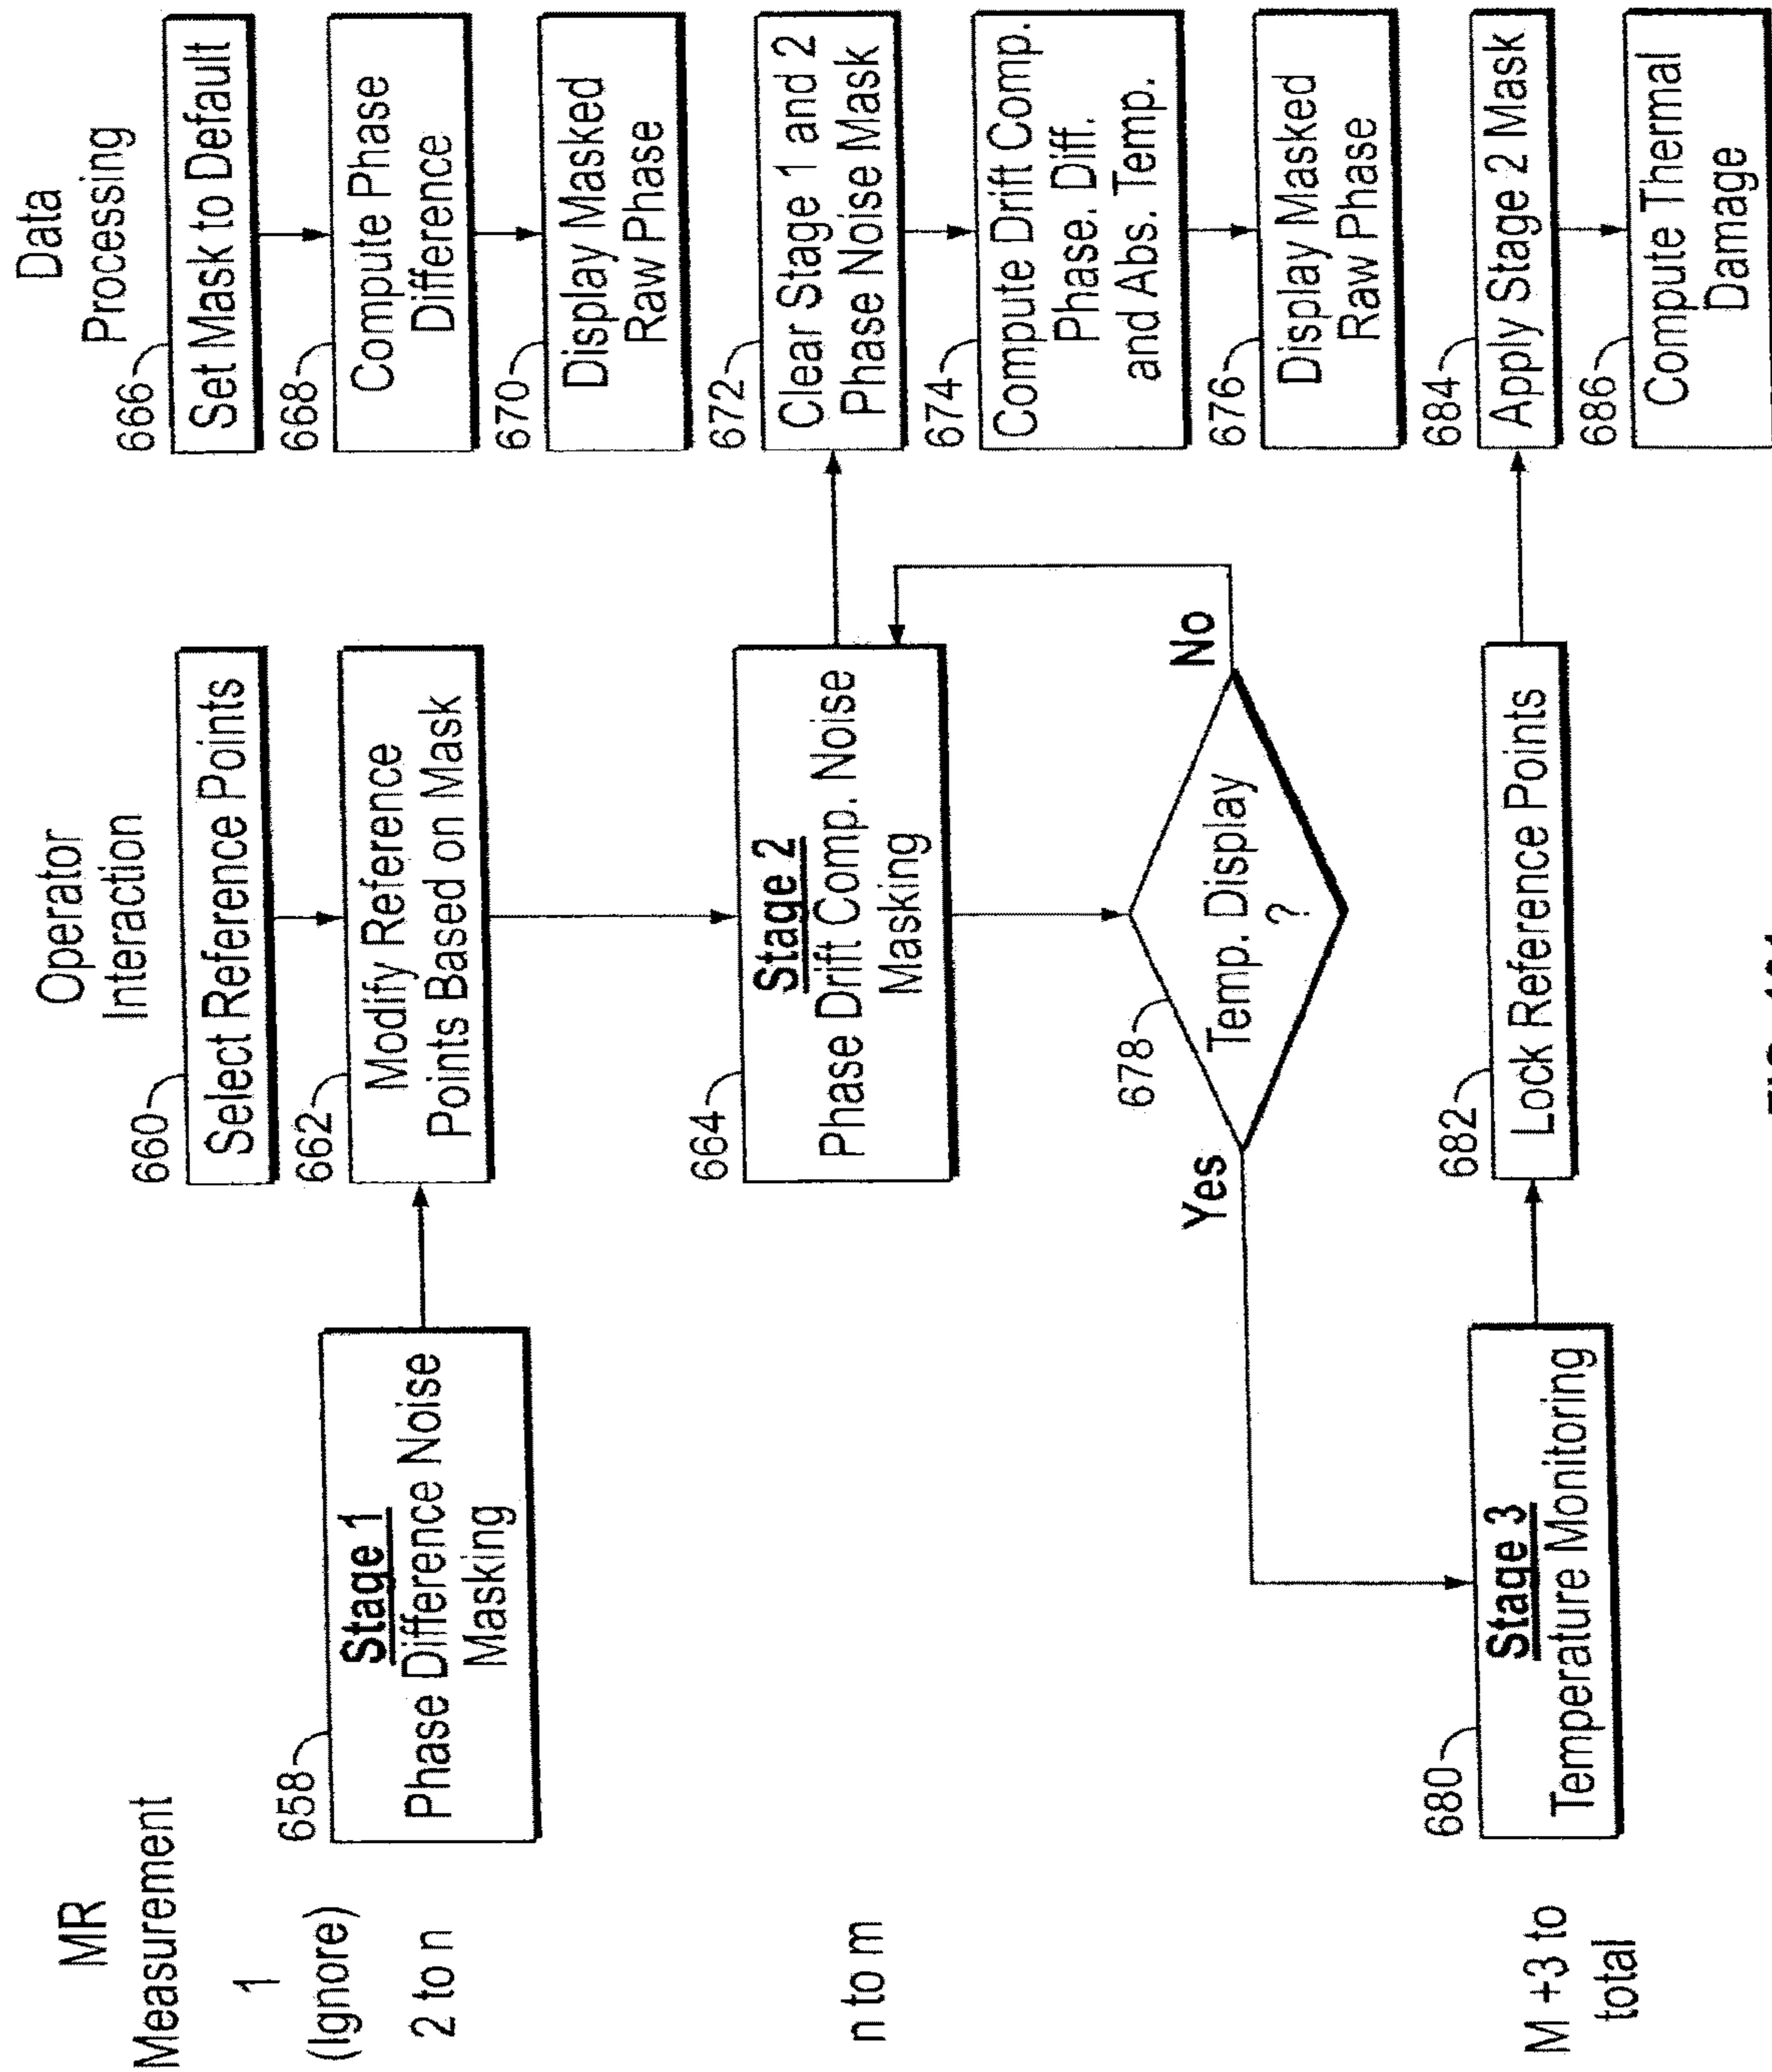 MR
Measurement
Operator
Interaction
Data
Processing
1
(Ignore)
2 to n
658
Stage 1
Phase Difference Noise
Masking
660
Select Reference Points
662
Modify Reference
Points Based on Mask
666
Set Mask to Default
668
Compute Phase
Difference
670
Display Masked
Raw Phase
n to m
664
Stage 2
Phase Drift Comp. Noise
Masking
672
Clear Stage 1 and 2
Phase Noise Mask
674
Compute Drift Comp.
Phase. Diff.
and Abs. Temp.
676
Display Masked
Raw Phase
678
Temp. Display
?
Yes
No
M +3 to
total
680
Stage 3
Temperature Monitoring
682
Lock Reference Points
684
Apply Stage 2 Mask
686
Compute Thermal
Damage